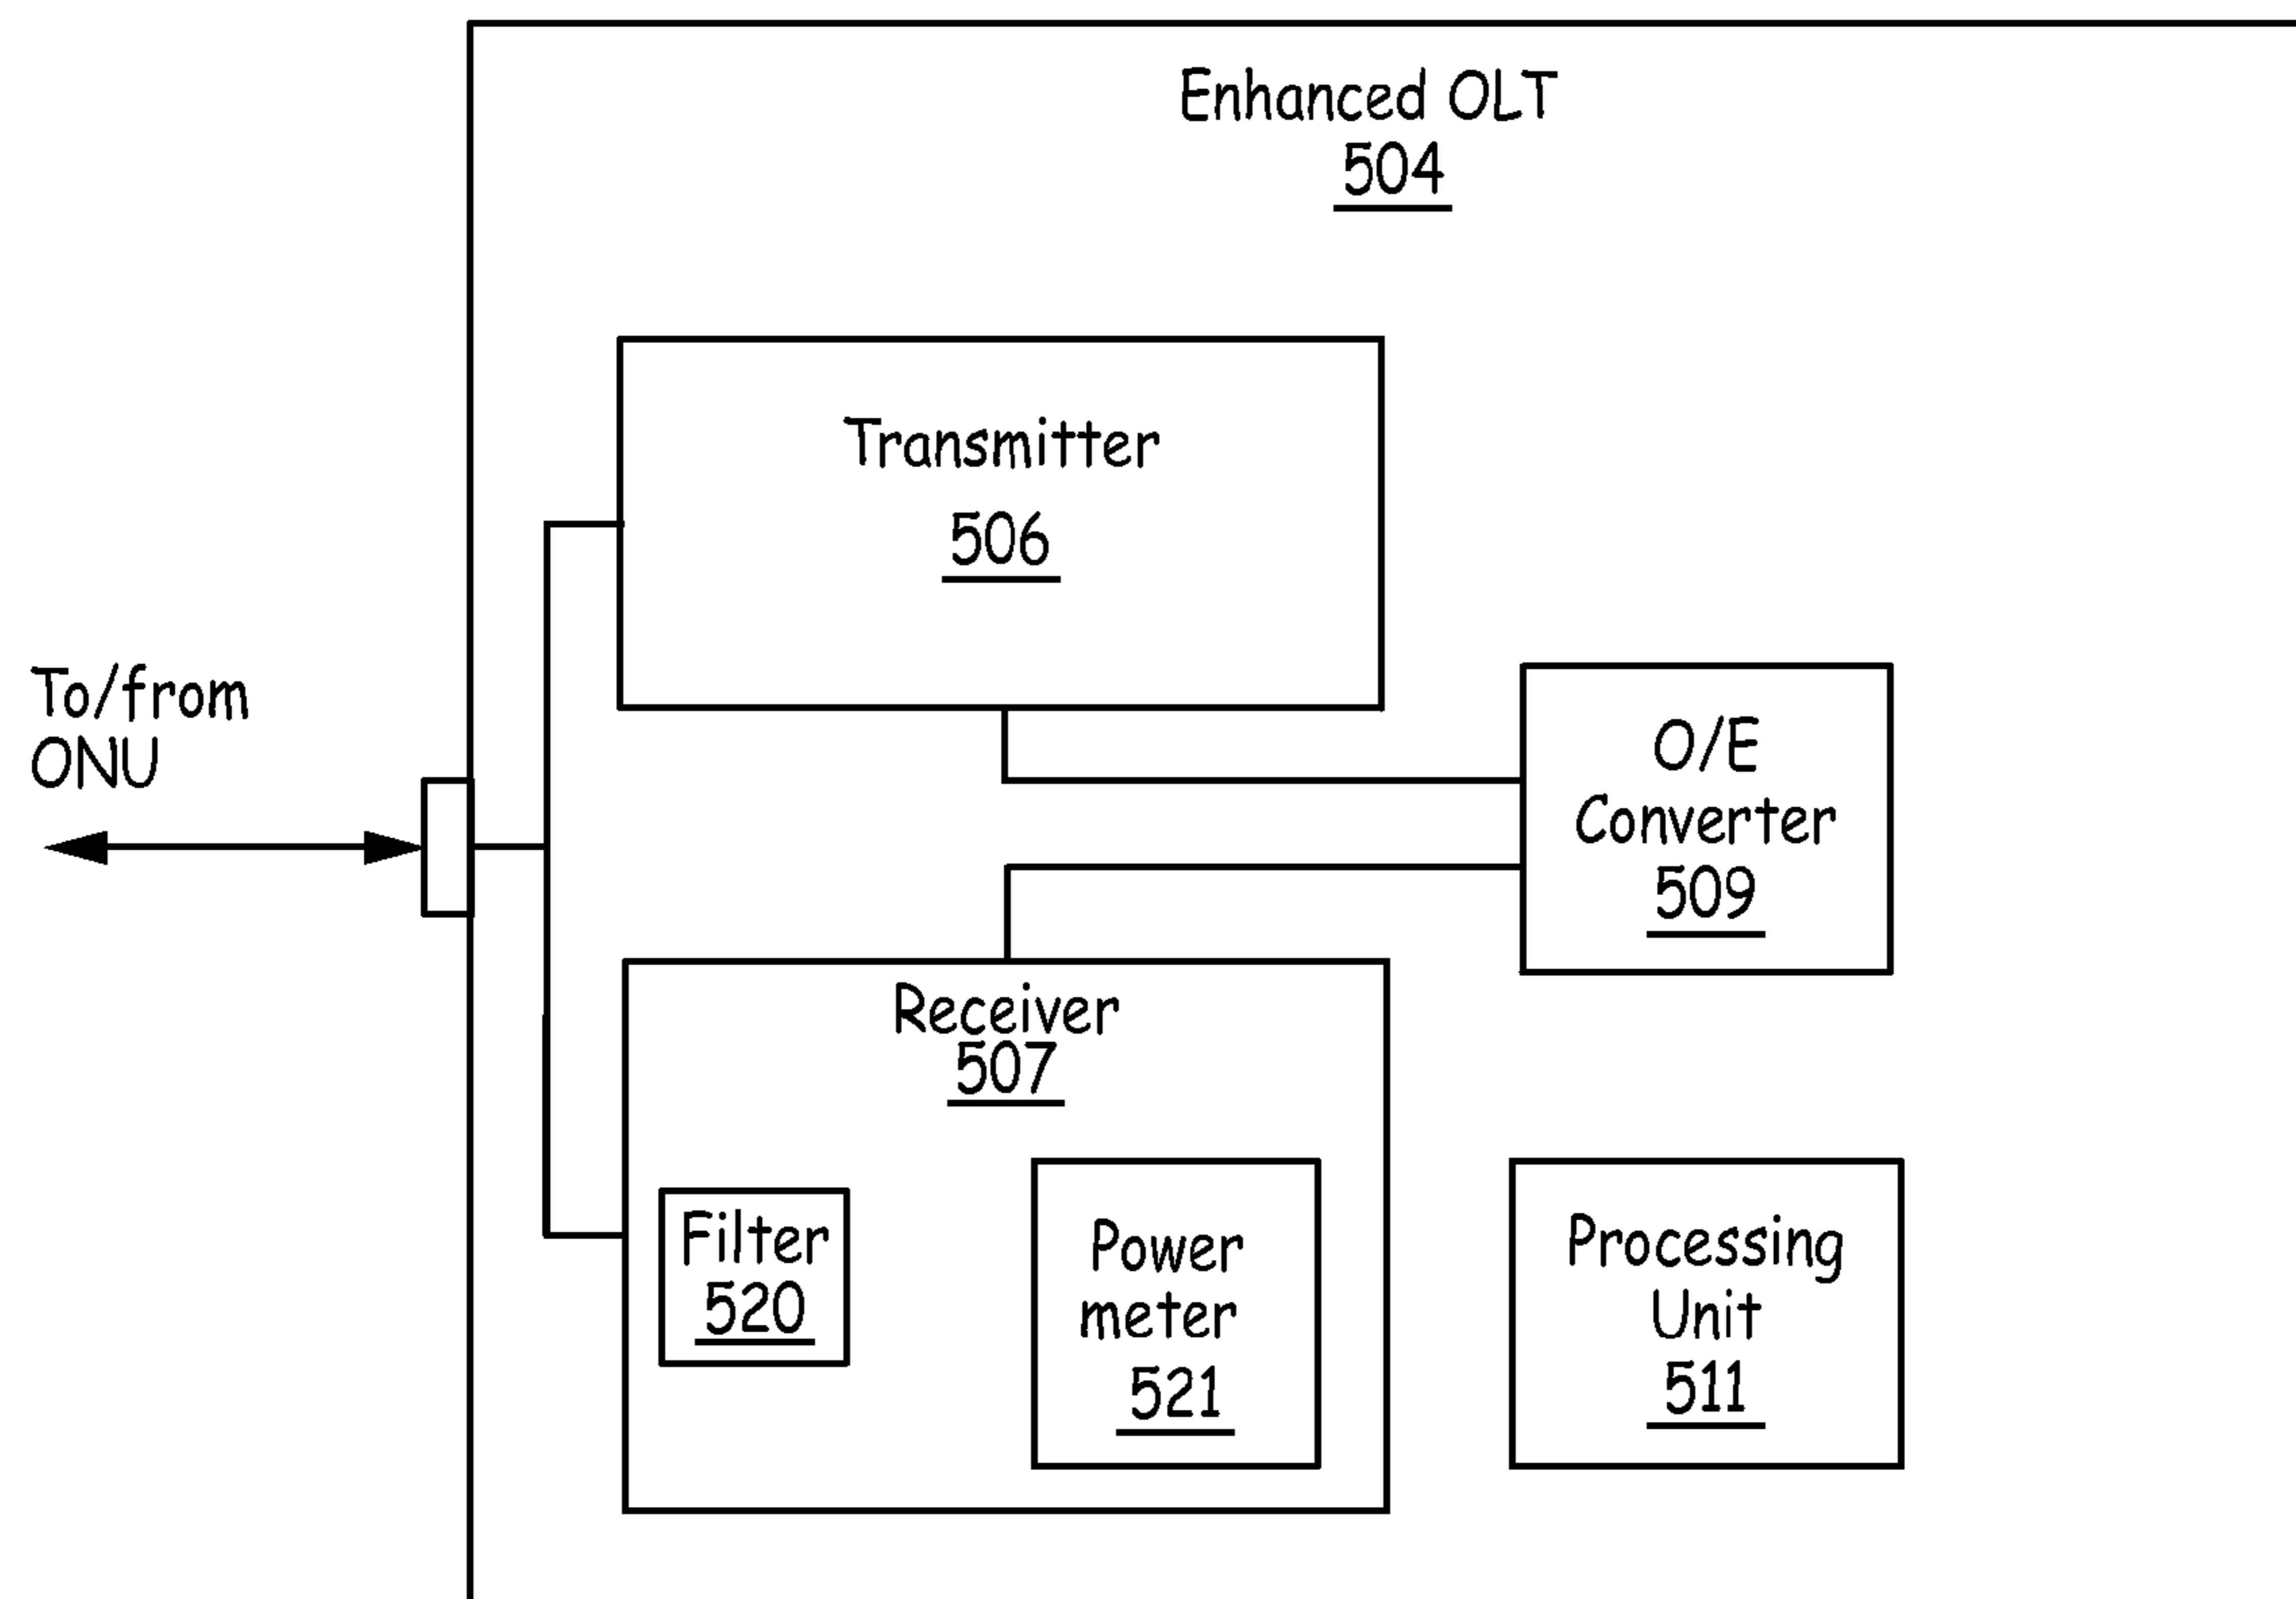 Enhanced OLT
504
Transmitter
506
To/from
ONU
O/E
Converter
509
Receiver
507
Filter
520
Power
meter
521
Processing
Unit
511